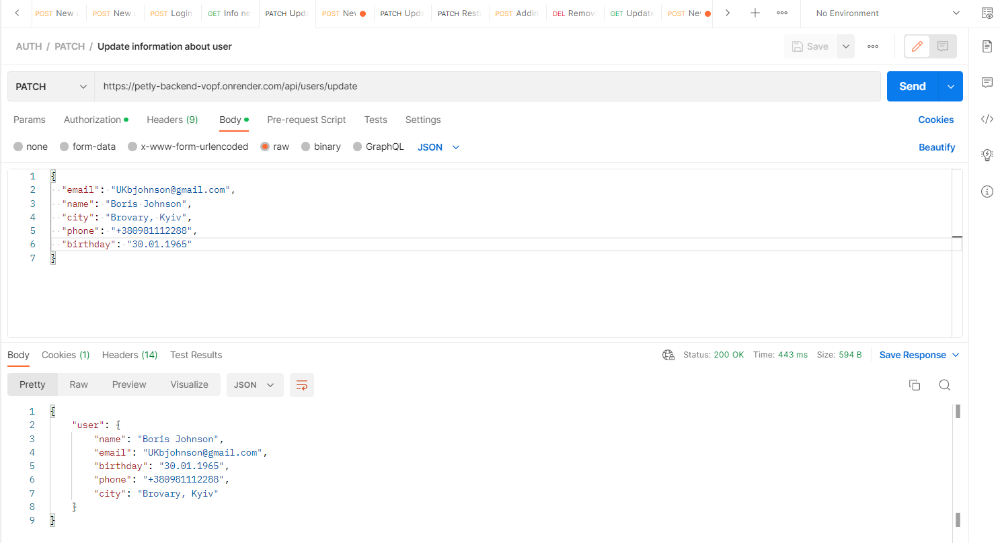 POST New POST New POST Login GET Info ne PATCH Upd POST Ne PATCH Upda PATCH Rest POST Addin DEL Remov GET Update POST Ne No Environment
AUTH / PATCH / Update information about user Save
PATCH https://petly-backend-vopf.onrender.com/api/users/update Send
Params Authorization Headers (9) Body Pre-request Script Tests Settings Cookies
none form-data x-www-form-urlencoded raw binary GraphQL JSON Beautify
1 {
2 "email": "UKbjohnson@gmail.com",
3 "name": "Boris Johnson",
4 "city": "Brovary, Kyiv",
5 "phone": "+380981112288",
6 "birthday": "30.01.1965"
7 }
Body Cookies (1) Headers (14) Test Results Status: 200 OK Time: 443 ms Size: 594 B Save Response
Pretty Raw Preview Visualize JSON
1 {
2 "user": {
3 "name": "Boris Johnson",
4 "email": "UKbjohnson@gmail.com",
5 "birthday": "30.01.1965",
6 "phone": "+380981112288",
7 "city": "Brovary, Kyiv"
8 }
9 }